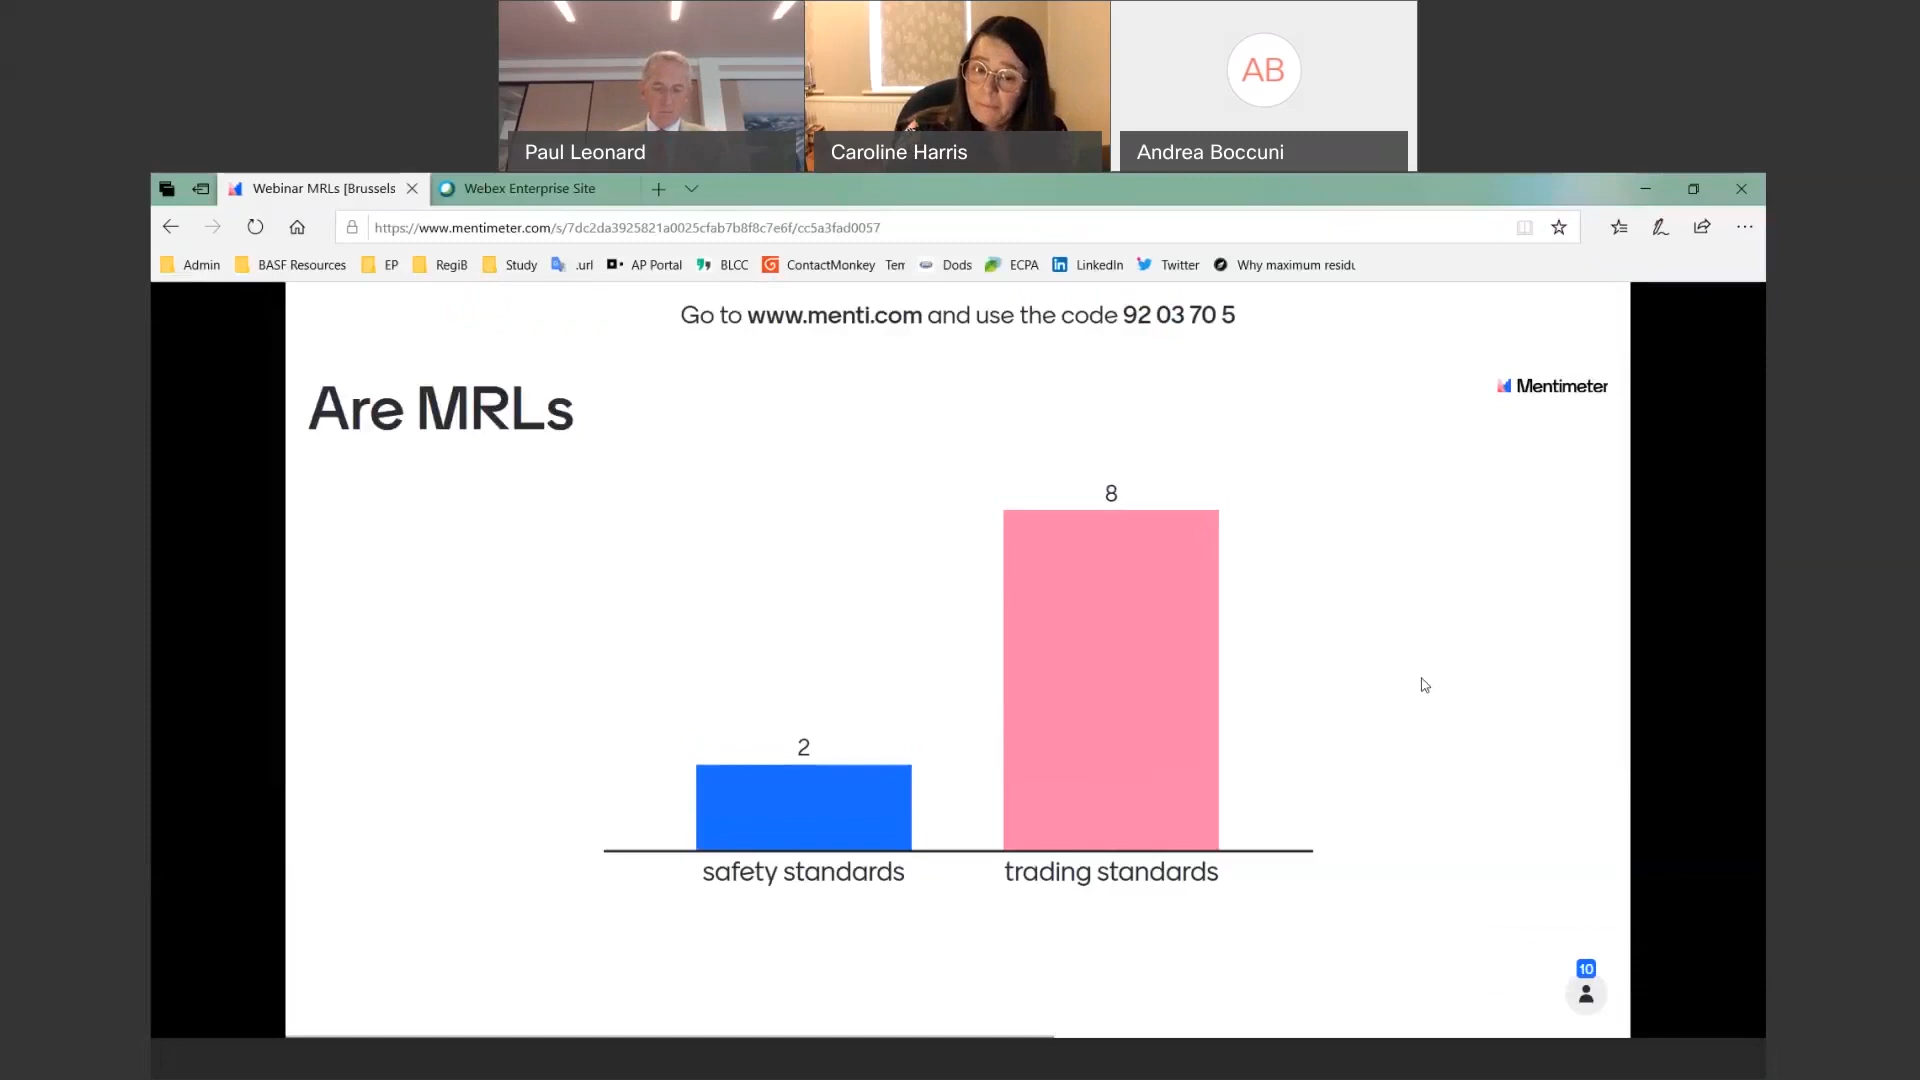 AB
Paul Leonard
Caroline Harris
Andrea Boccuni
Webinar MRLs [Brussels
Webex Enterprise Site
https://www.mentimeter.com/s/7dc2da3925821a0025cfab7b8f8c7e6f/cc5a3fad0057
Admin BASF Resources EP RegiB Study .url AP Portal BLCC ContactMonkey Tem Dods ECPA LinkedIn Twitter Why maximum residu
Go to www.menti.com and use the code 92 03 70 5
Mentimeter
Are MRLs
8
2
safety standards
trading standards
10